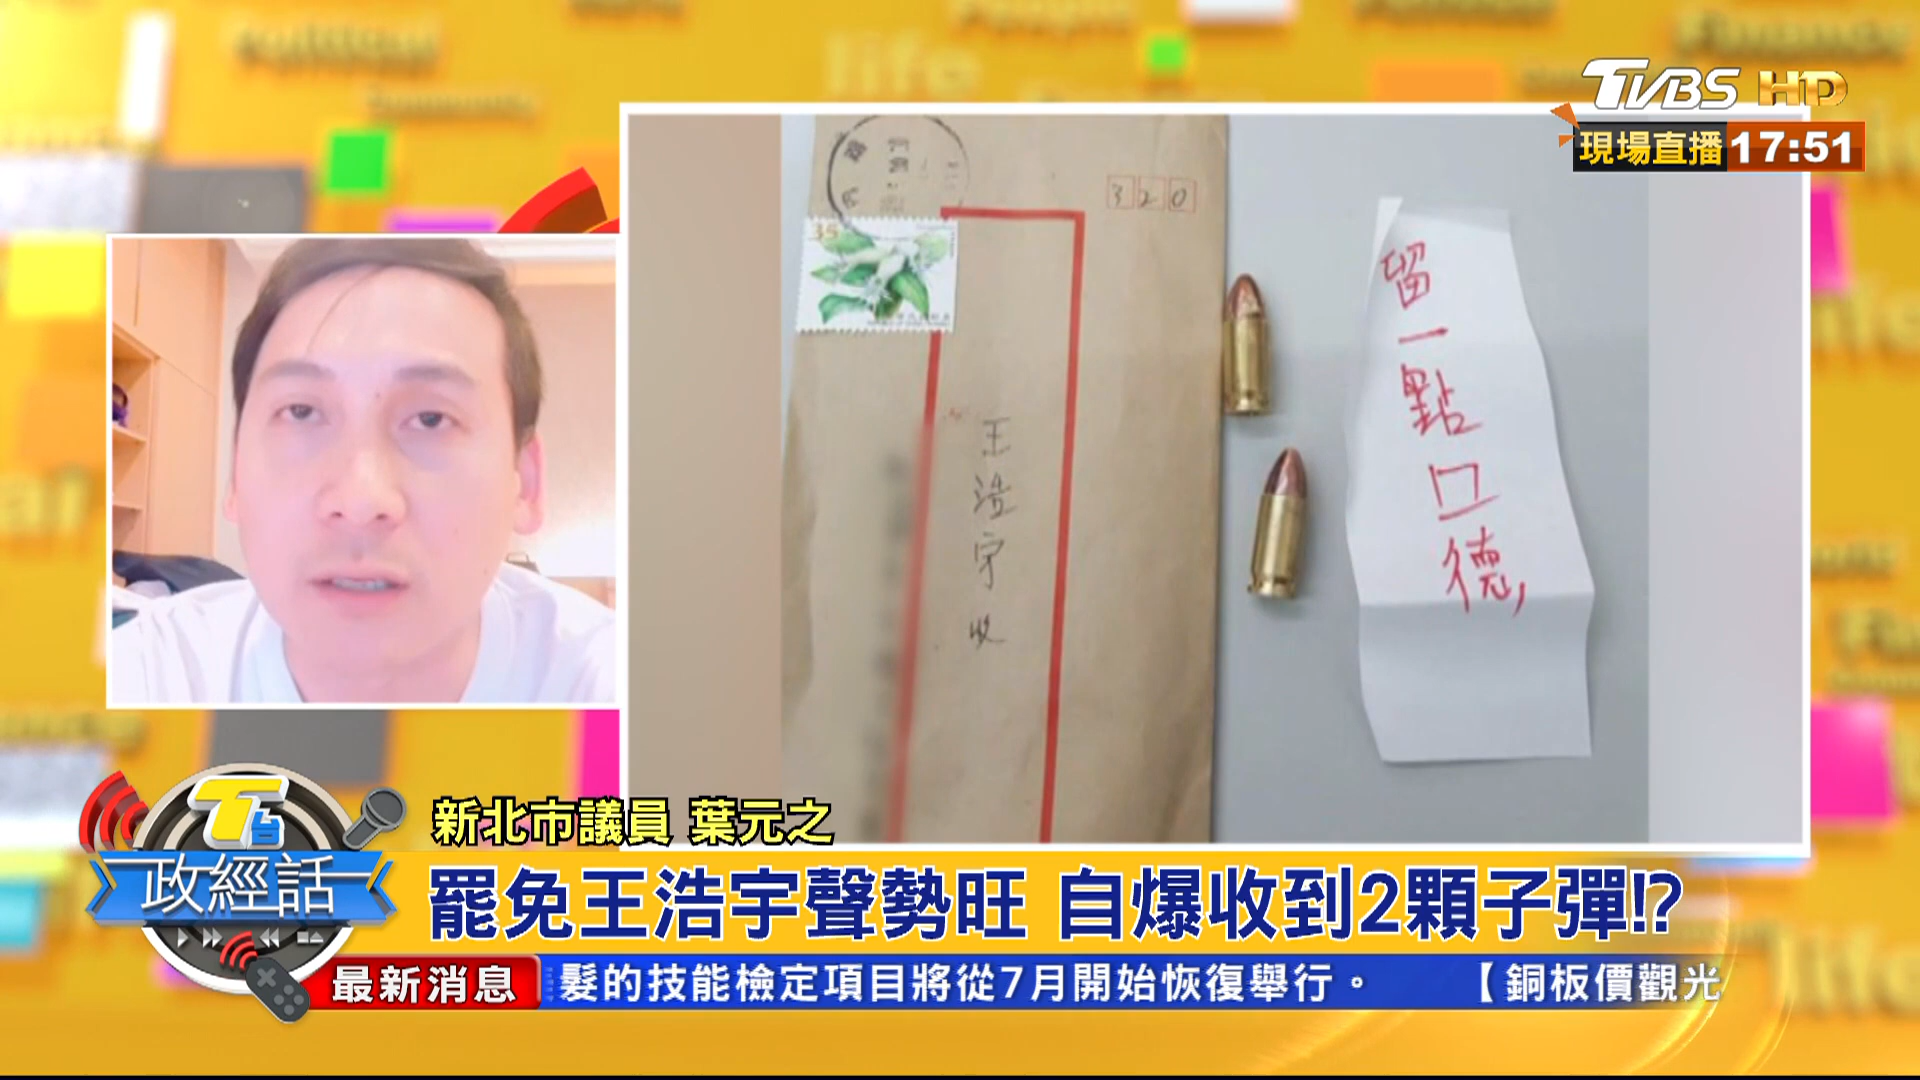 TVBS HD
現場直播 17:51
320
35
王浩宇收
留一點口德
T台
政經話
新北市議員 葉元之
罷免王浩宇聲勢旺 自爆收到2顆子彈!?
最新消息 髮的技能檢定項目將從7月開始恢復舉行。 【銅板價觀光